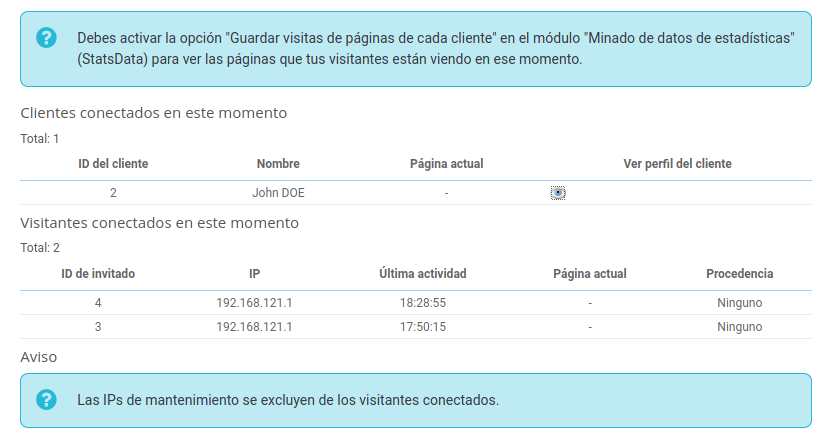 Debes activar la opción "Guardar visitas de páginas de cada cliente" en el módulo "Minado de datos de estadísticas"
(StatsData) para ver las páginas que tus visitantes están viendo en ese momento.
Clientes conectados en este momento
Total: 1
ID del cliente Nombre Página actual Ver perfil del cliente
2 John DOE -
Visitantes conectados en este momento
Total: 2
ID de invitado IP Última actividad Página actual Procedencia
4 192.168.121.1 18:28:55 - Ninguno
3 192.168.121.1 17:50:15 - Ninguno
Aviso
Las IPs de mantenimiento se excluyen de los visitantes conectados.